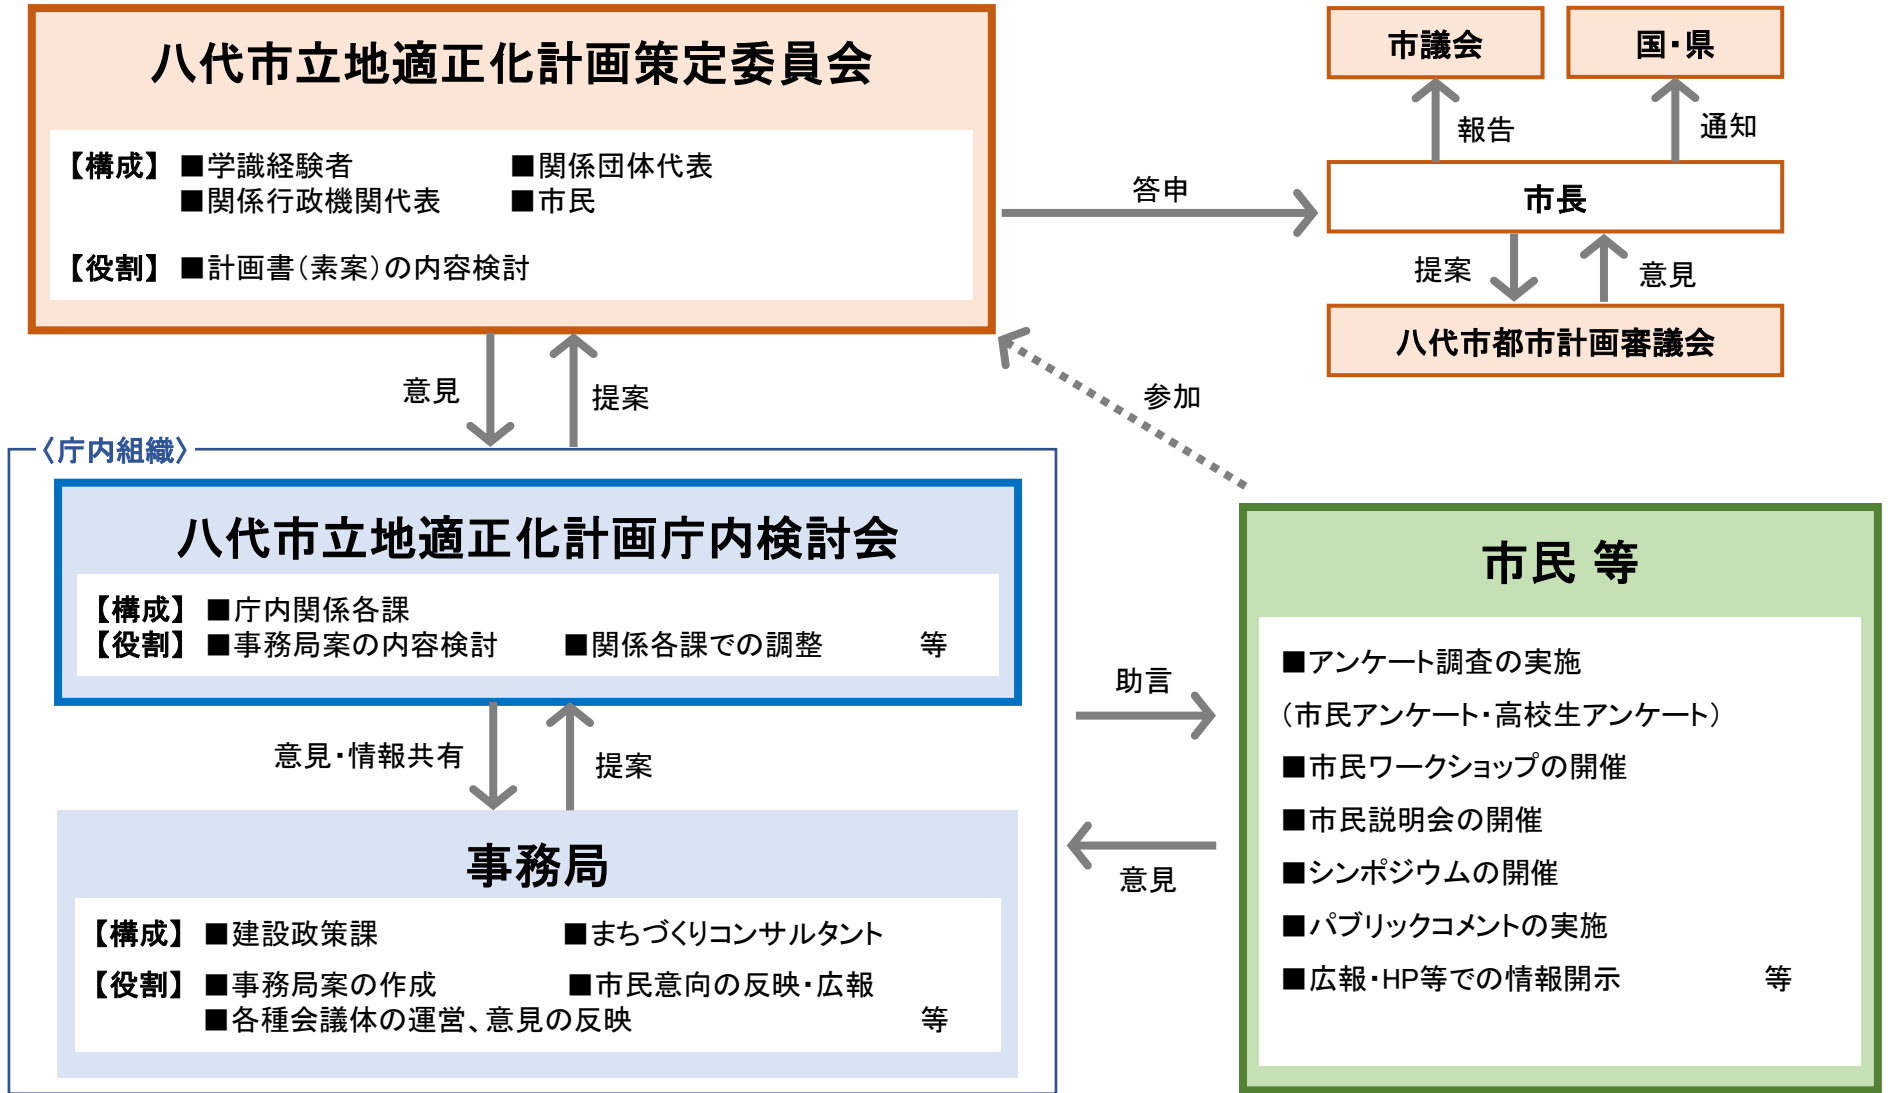 八代市立地適正化計画策定委員会
【構成】 ■学識経験者 ■関係団体代表
■関係行政機関代表 ■市民
【役割】 ■計画書（素案）の内容検討
市議会
国・県
報告
通知
答申
市長
提案
意見
八代市都市計画審議会
意見
提案
参加
〈庁内組織〉
八代市立地適正化計画庁内検討会
【構成】 ■庁内関係各課
【役割】 ■事務局案の内容検討 ■関係各課での調整 等
意見・情報共有
提案
事務局
【構成】 ■建設政策課 ■まちづくりコンサルタント
【役割】 ■事務局案の作成 ■市民意向の反映・広報
■各種会議体の運営、意見の反映 等
助言
意見
市民 等
■アンケート調査の実施
（市民アンケート・高校生アンケート）
■市民ワークショップの開催
■市民説明会の開催
■シンポジウムの開催
■パブリックコメントの実施
■広報・HP等での情報開示 等